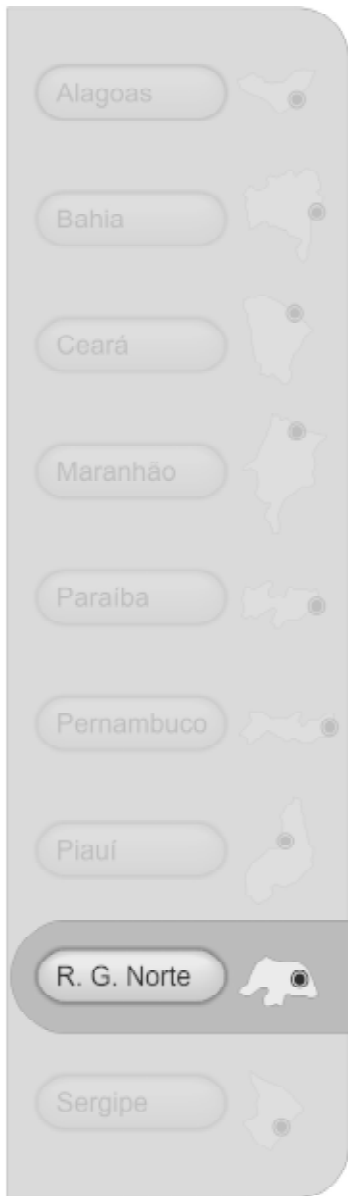 Alagoas
Bahia
Ceará
Maranhão
Paraíba
Pernambuco
Piauí
R. G. Norte
Sergipe